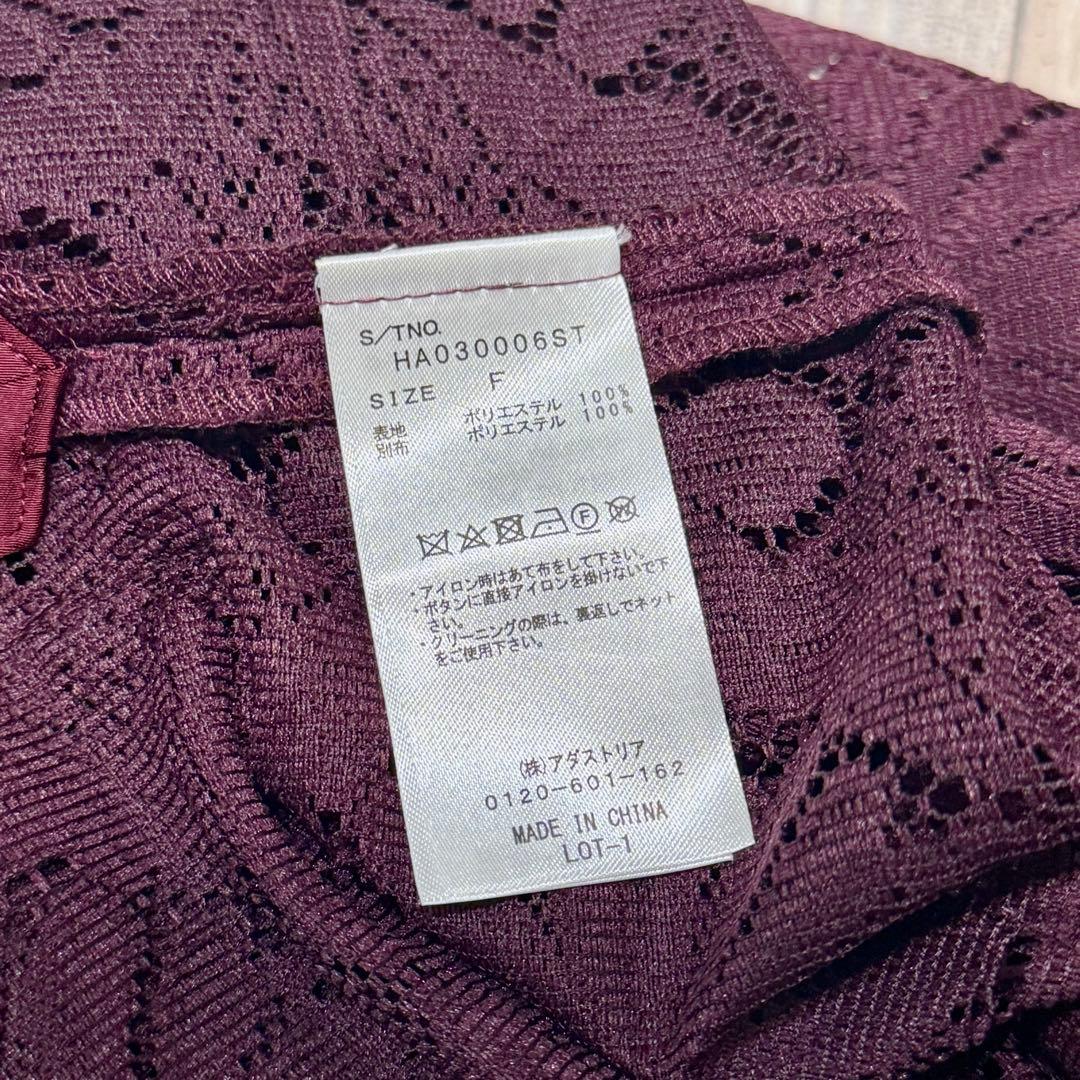 S/TNO.
HA030006ST
SIZE F
表地 ポリエステル 100%
別布 ポリエステル 100%
・アイロン時はあて布をして下さい。
・ボタンに直接アイロンを掛けないで下
さい。
・クリーニングの際は、裏返しでネット
をご使用下さい。
(株)アダストリア
0120-601-162
MADE IN CHINA
LOT-1